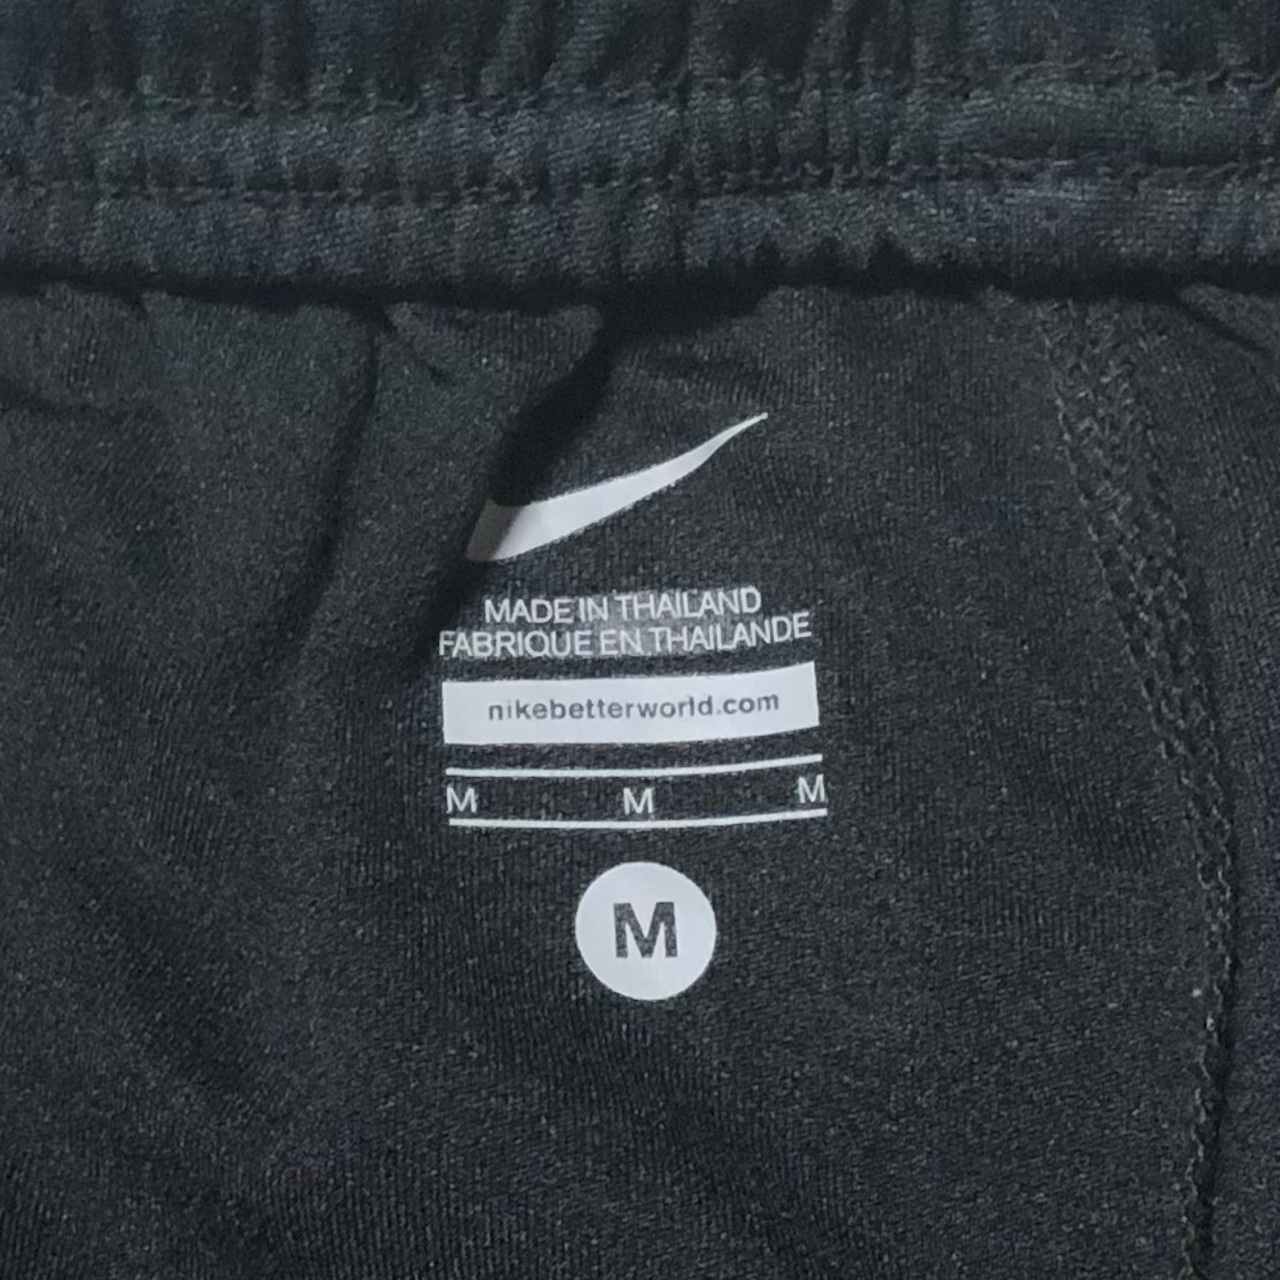 MADE IN THAILAND
FABRIQUE EN THAILANDE
nikebetterworld.com
M M M
M